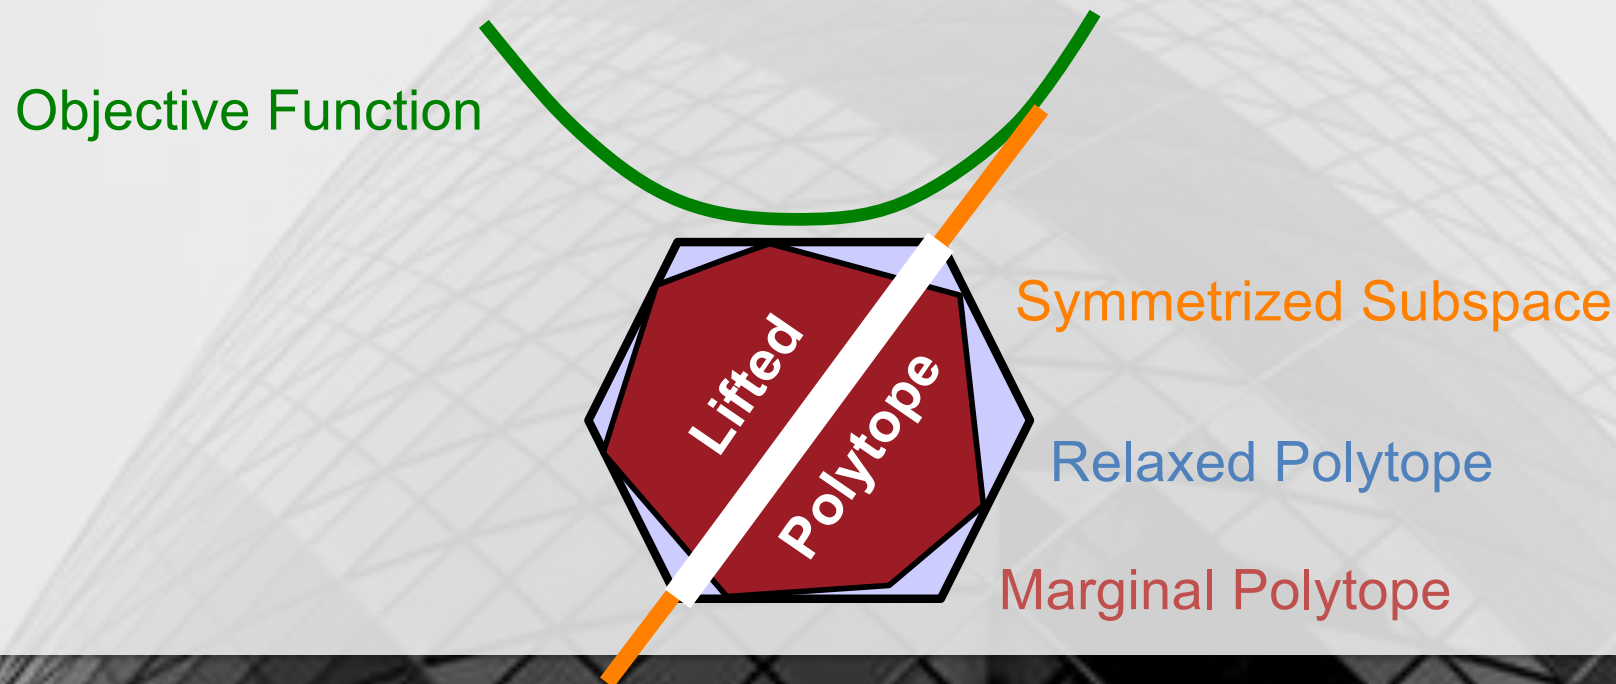 Objective Function
Symmetrized Subspace
Lifted
Polytope
Relaxed Polytope
Marginal Polytope